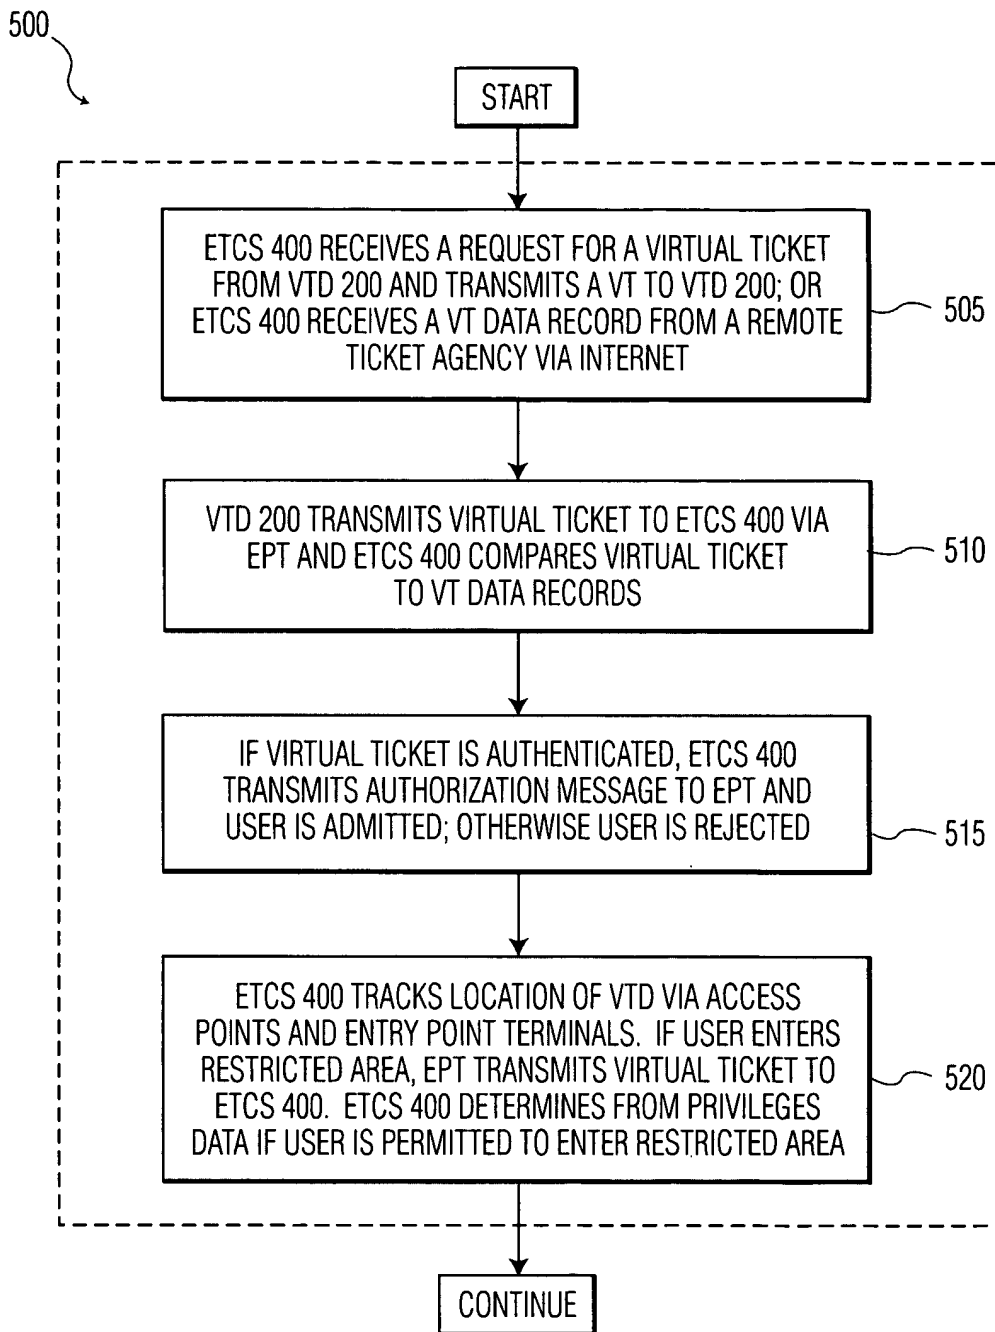 500
START
ETCS 400 RECEIVES A REQUEST FOR A VIRTUAL TICKET
FROM VTD 200 AND TRANSMITS A VT TO VTD 200; OR
ETCS 400 RECEIVES A VT DATA RECORD FROM A REMOTE
TICKET AGENCY VIA INTERNET
505
VTD 200 TRANSMITS VIRTUAL TICKET TO ETCS 400 VIA
EPT AND ETCS 400 COMPARES VIRTUAL TICKET
TO VT DATA RECORDS
510
IF VIRTUAL TICKET IS AUTHENTICATED, ETCS 400
TRANSMITS AUTHORIZATION MESSAGE TO EPT AND
USER IS ADMITTED; OTHERWISE USER IS REJECTED
515
ETCS 400 TRACKS LOCATION OF VTD VIA ACCESS
POINTS AND ENTRY POINT TERMINALS. IF USER ENTERS
RESTRICTED AREA, EPT TRANSMITS VIRTUAL TICKET TO
ETCS 400. ETCS 400 DETERMINES FROM PRIVILEGES
DATA IF USER IS PERMITTED TO ENTER RESTRICTED AREA
520
CONTINUE